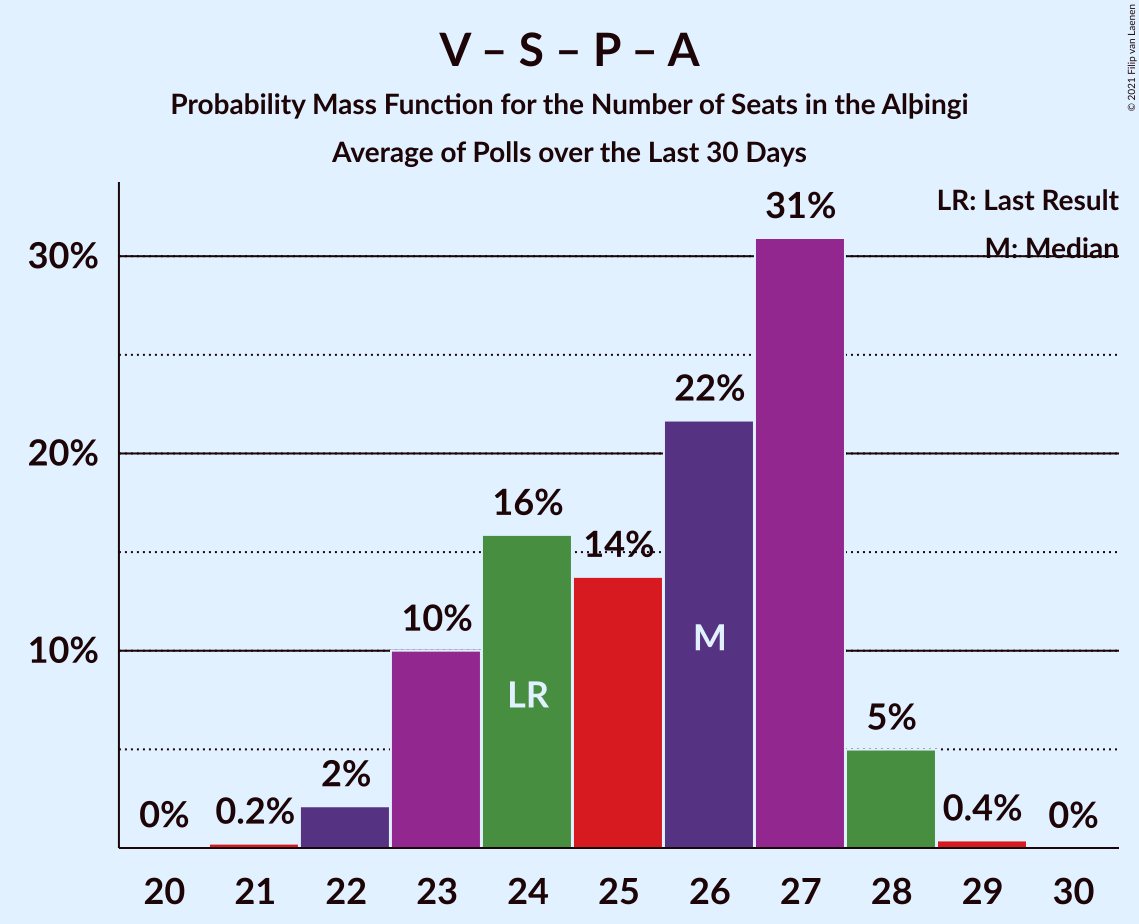 V – S – P – A
Probability Mass Function for the Number of Seats in the Alþingi
Average of Polls over the Last 30 Days
© 2021 Filip van Laenen
LR: Last Result
M: Median
30%
20%
10%
0%
0.2%
2%
10%
16%
14%
22%
31%
5%
0.4%
0%
LR
M
20 21 22 23 24 25 26 27 28 29 30